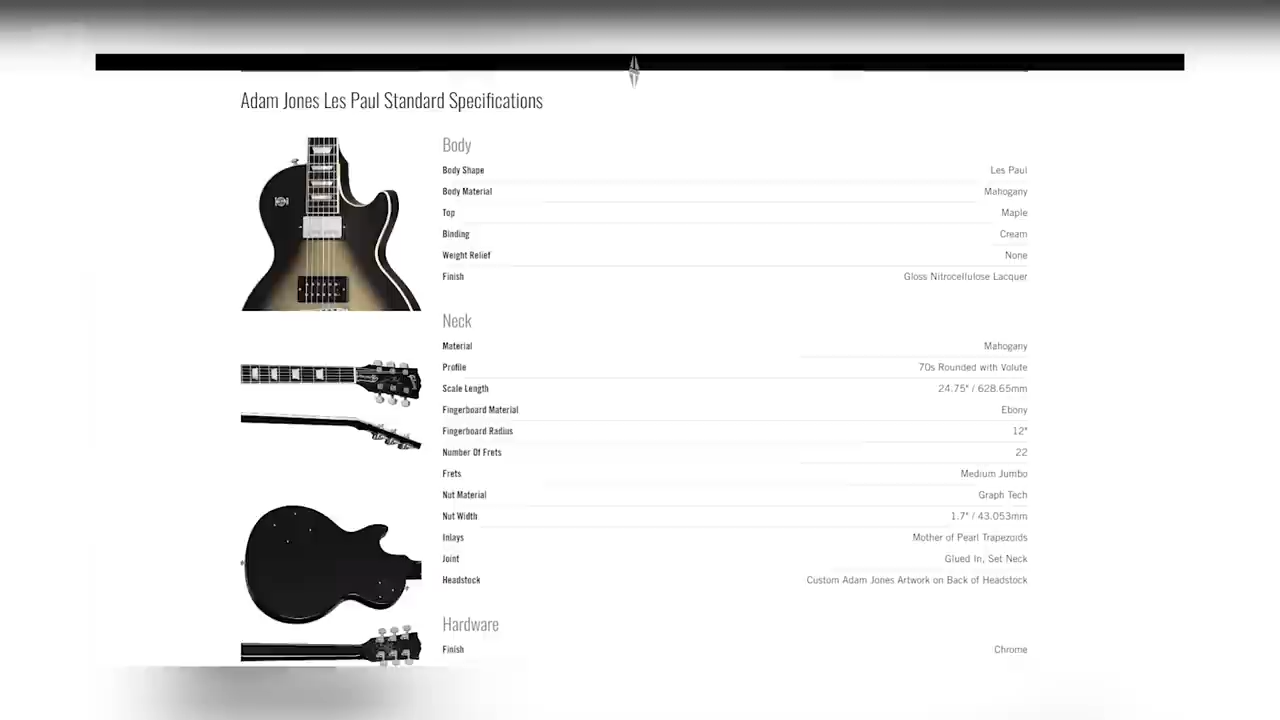 Adam Jones Les Paul Standard Specifications
Body
Body Shape Les Paul
Body Material Mahogany
Top Maple
Binding Cream
Weight Relief None
Finish Gloss Nitrocellulose Lacquer
Neck
Material Mahogany
Profile 70s Rounded with Volute
Scale Length 24.75" / 628.65mm
Fingerboard Material Ebony
Fingerboard Radius 12"
Number Of Frets 22
Frets Medium Jumbo
Nut Material Graph Tech
Nut Width 1.7" / 43.053mm
Inlays Mother of Pearl Trapezoids
Joint Glued In, Set Neck
Headstock Custom Adam Jones Artwork on Back of Headstock
Hardware
Finish Chrome